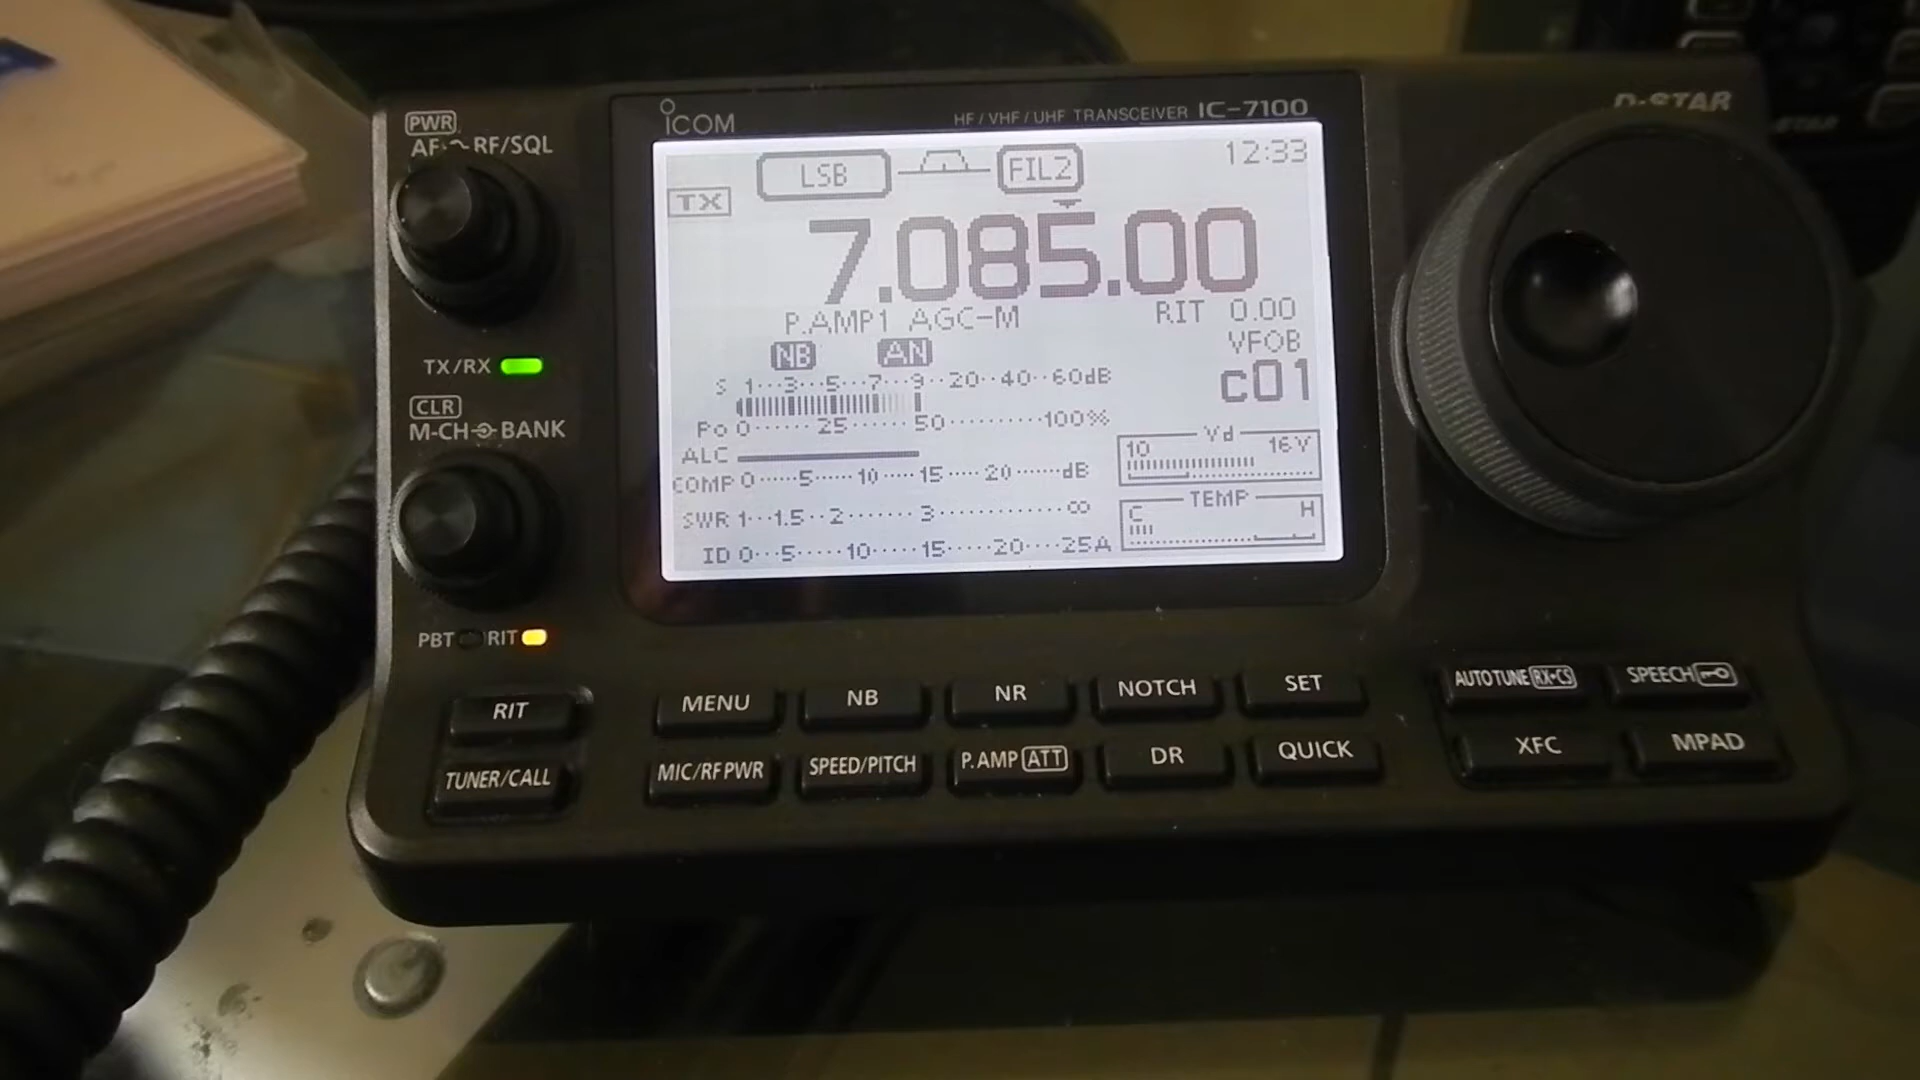 PWR
AF RF/SQL
ICOM
HF/VHF/UHF TRANSCEIVER IC-7100
D-STAR
LSB FIL2 12:33
TX
7.085.00
P.AMP1 AGC-M RIT 0.00
NB AN VFOB
c01
S 1···3···5···7···9··20··40··60dB
Po 0······25······50·········100%
ALC
COMP 0······5······10·····15·····20······dB
SWR 1···1.5··2·······3············∞
ID 0···5·····10·····15·····20····25A
Vd
10 16V
TEMP
C H
TX/RX
CLR
M-CH BANK
PBT RIT
RIT
TUNER/CALL
MENU NB NR NOTCH SET
MIC/RF PWR SPEED/PITCH P.AMP ATT DR QUICK
AUTO TUNE RX→CS SPEECH
XFC MPAD